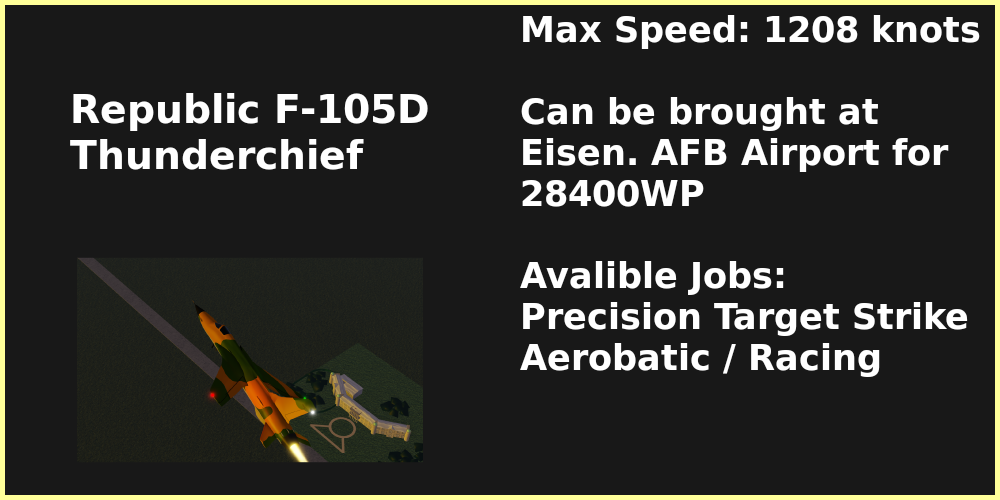 Republic F-105D
Thunderchief
Max Speed: 1208 knots
Can be brought at
Eisen. AFB Airport for
28400WP
Avalible Jobs:
Precision Target Strike
Aerobatic / Racing